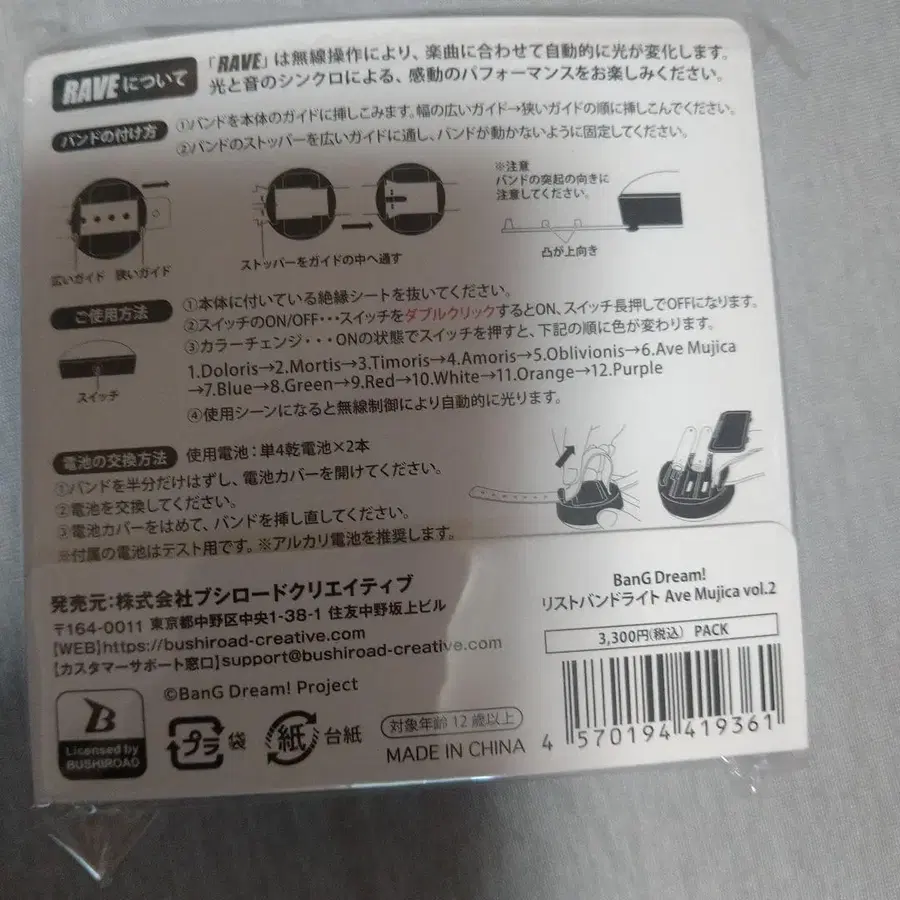 RAVEについて
「RAVE」は無線操作により、楽曲に合わせて自動的に光が変化します。
光と音のシンクロによる、感動のパフォーマンスをお楽しみください。
バンドの付け方
①バンドを本体のガイドに挿しこみます。幅の広いガイド→狭いガイドの順に挿しこんでください。
②バンドのストッパーを広いガイドに通し、バンドが動かないように固定してください。
※注意
バンドの突起の向きに
注意してください。
広いガイド 狭いガイド
ストッパーをガイドの中へ通す
凸が上向き
ご使用方法
①本体に付いている絶縁シートを抜いてください。
②スイッチのON/OFF・・・スイッチをダブルクリックするとON、スイッチ長押しでOFFになります。
③カラーチェンジ・・・ONの状態でスイッチを押すと、下記の順に色が変わります。
1.Doloris→2.Mortis→3.Timoris→4.Amoris→5.Oblivionis→6.Ave Mujica
→7.Blue→8.Green→9.Red→10.White→11.Orange→12.Purple
④使用シーンになると無線制御により自動的に光ります。
スイッチ
電池の交換方法
使用電池：単4乾電池×2本
①バンドを半分だけはずし、電池カバーを開けてください。
②電池を交換してください。
③電池カバーをはめて、バンドを挿し直してください。
※付属の電池はテスト用です。※アルカリ電池を推奨します。
発売元：株式会社ブシロードクリエイティブ
〒164-0011 東京都中野区中央1-38-1 住友中野坂上ビル
【WEB】https://bushiroad-creative.com
【カスタマーサポート窓口】support@bushiroad-creative.com
©BanG Dream! Project
B
Licensed by
BUSHIROAD
プラ 袋
紙 台紙
対象年齢12歳以上
MADE IN CHINA
BanG Dream!
リストバンドライト Ave Mujica vol.2
3,300円(税込) PACK
4 570194 419361